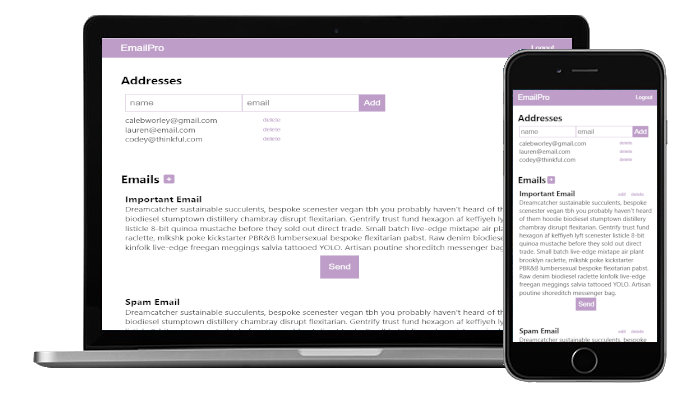 EmailPro
Logout
Addresses
name
email
Add
calebworley@gmail.com
delete
lauren@email.com
delete
codey@thinkful.com
delete
Emails +
Important Email
Dreamcatcher sustainable succulents, bespoke scenester vegan tbh you probably haven't heard of th
biodiesel stumptown distillery chambray disrupt flexitarian. Gentrify trust fund hexagon af keffiyeh ly
listicle 8-bit quinoa mustache before they sold out direct trade. Small batch live-edge mixtape air pl
raclette, mlkshk poke kickstarter PBR&B lumbersexual bespoke flexitarian pabst. Raw denim biodiese
kinfolk live-edge freegan meggings salvia tattooed YOLO. Artisan poutine shoreditch messenger bag
Send
Spam Email
Dreamcatcher sustainable succulents, bespoke scenester vegan tbh you probably haven't heard of th
biodiesel stumptown distillery chambray disrupt flexitarian. Gentrify trust fund hexagon af keffiyeh ly
EmailPro
Logout
Addresses
name
email
Add
calebworley@gmail.com
delete
lauren@email.com
delete
codey@thinkful.com
delete
Emails +
Important Email
edit delete
Dreamcatcher sustainable succulents, bespoke
scenester vegan tbh you probably haven't heard
of them hoodie biodiesel stumptown distillery
chambray disrupt flexitarian. Gentrify trust fund
hexagon af keffiyeh lyft scenester listicle 8-bit
quinoa mustache before they sold out direct
trade. Small batch live-edge mixtape air plant
brooklyn raclette, mlkshk poke kickstarter
PBR&B lumbersexual bespoke flexitarian pabst.
Raw denim biodiesel raclette kinfolk live-edge
freegan meggings salvia tattooed YOLO. Artisan
poutine shoreditch messenger bag.
Send
Spam Email
edit delete
Dreamcatcher sustainable succulents, bespoke